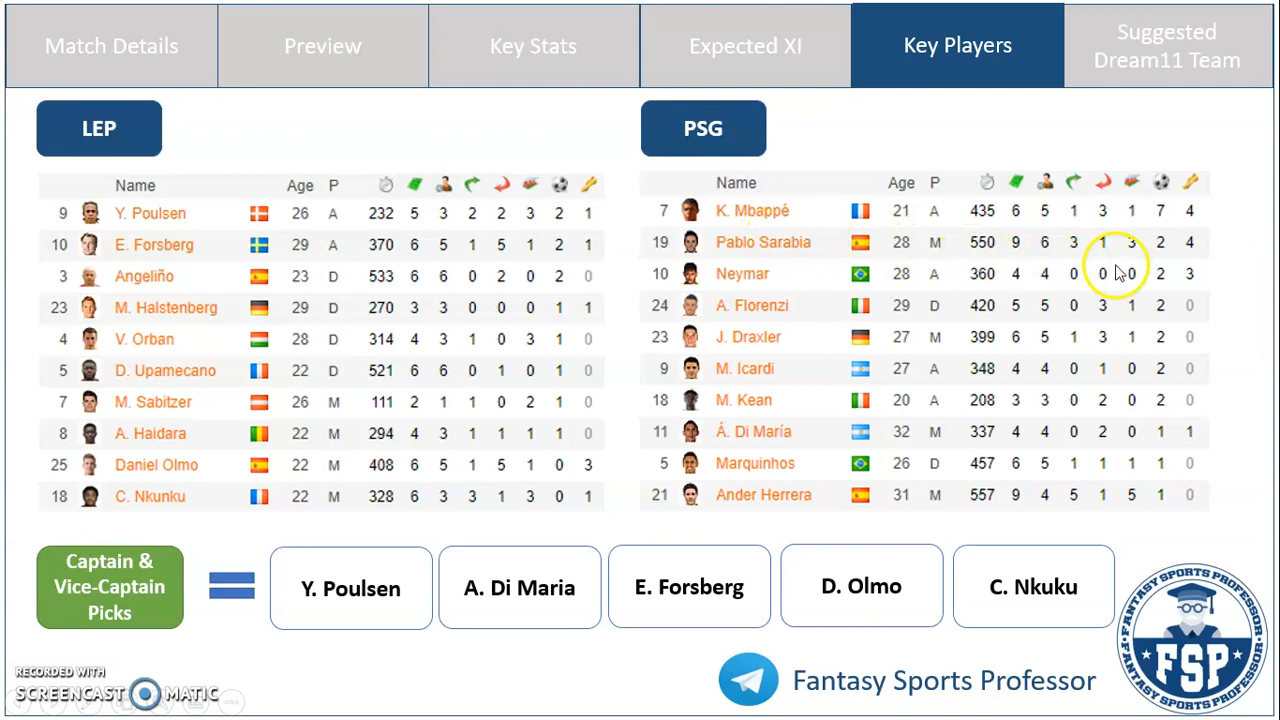 Match Details
Preview
Key Stats
Expected XI
Key Players
Suggested
Dream11 Team
LEP
Name Age P
9 Y. Poulsen 26 A 232 5 3 2 2 3 2 1
10 E. Forsberg 29 A 370 6 5 1 5 1 2 1
3 Angeliño 23 D 533 6 6 0 2 0 2 0
23 M. Halstenberg 29 D 270 3 3 0 0 0 1 1
4 V. Orban 28 D 314 4 3 1 0 3 1 0
5 D. Upamecano 22 D 521 6 6 0 1 0 1 0
7 M. Sabitzer 26 M 111 2 1 1 0 2 1 0
8 A. Haidara 22 M 294 4 3 1 1 1 1 0
25 Daniel Olmo 22 M 408 6 5 1 5 1 0 3
18 C. Nkunku 22 M 328 6 3 3 1 3 0 1
PSG
Name Age P
7 K. Mbappé 21 A 435 6 5 1 3 1 7 4
19 Pablo Sarabia 28 M 550 9 6 3 1 3 2 4
10 Neymar 28 A 360 4 4 0 0 0 2 3
24 A. Florenzi 29 D 420 5 5 0 3 1 2 0
23 J. Draxler 27 M 399 6 5 1 3 1 2 0
9 M. Icardi 27 A 348 4 4 0 1 0 2 0
18 M. Kean 20 A 208 3 3 0 2 0 2 0
11 Á. Di María 32 M 337 4 4 0 2 0 1 1
5 Marquinhos 26 D 457 6 5 1 1 1 1 0
21 Ander Herrera 31 M 557 9 4 5 1 5 1 0
Captain &
Vice-Captain
Picks
Y. Poulsen
A. Di Maria
E. Forsberg
D. Olmo
C. Nkuku
Fantasy Sports Professor
FANTASY SPORTS PROFESSOR
FSP
FANTASY SPORTS PROFESSOR
RECORDED WITH
SCREENCAST MATIC